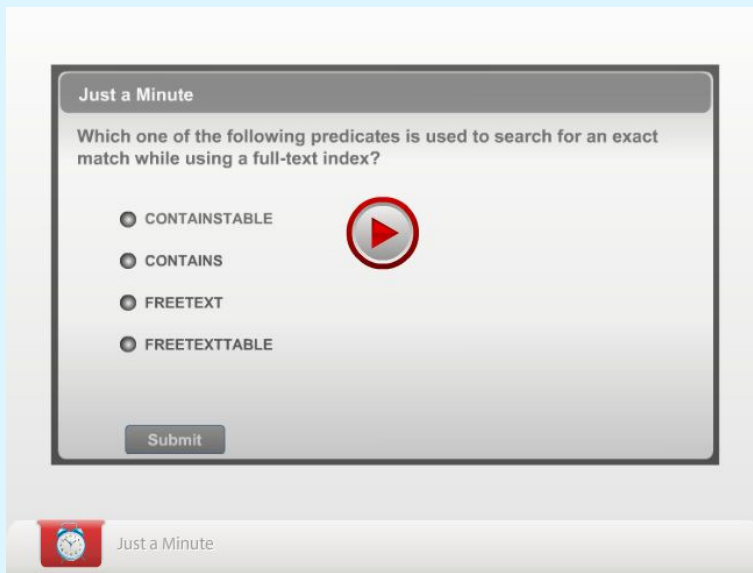 Just a Minute
Which one of the following predicates is used to search for an exact
match while using a full-text index?
CONTAINSTABLE
CONTAINS
FREETEXT
FREETEXTTABLE
Submit
Just a Minute